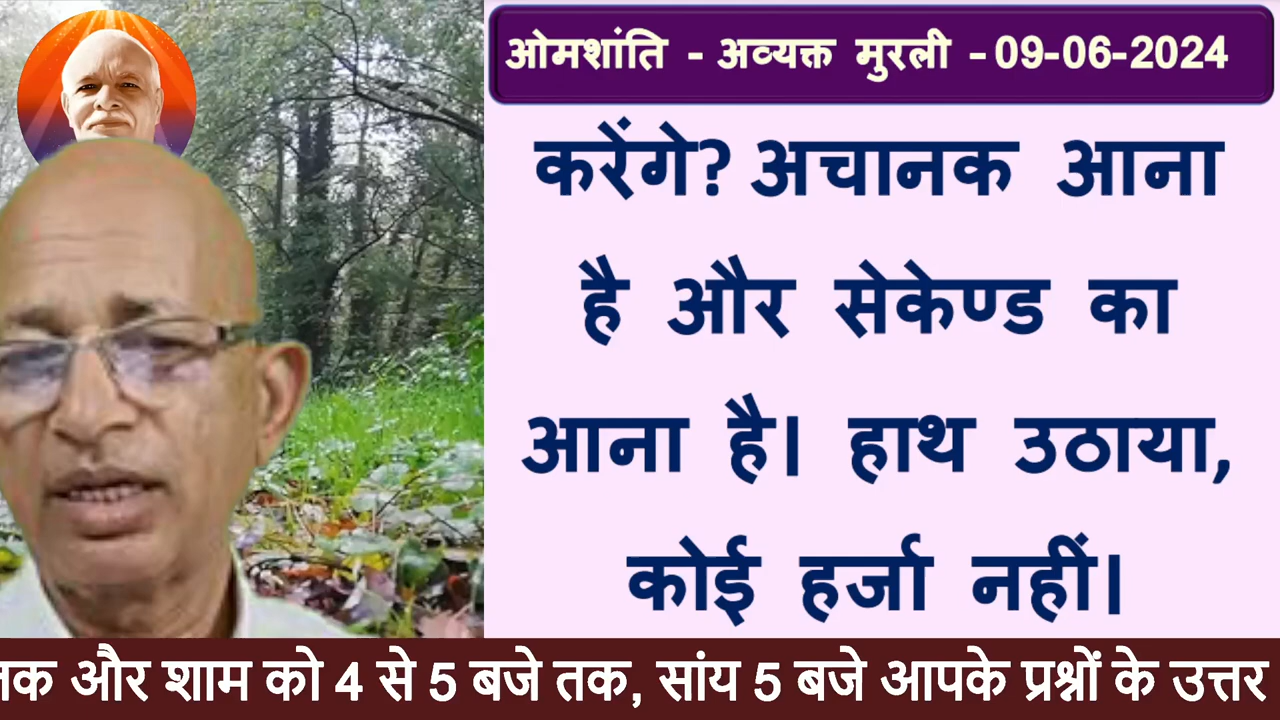 ओमशांति - अव्यक्त मुरली - 09-06-2024
करेंगे? अचानक आना
है और सेकेण्ड का
आना है। हाथ उठाया,
कोई हर्जा नहीं।
और शाम को 4 से 5 बजे तक, सांय 5 बजे आपके प्रश्नों के उत्तर